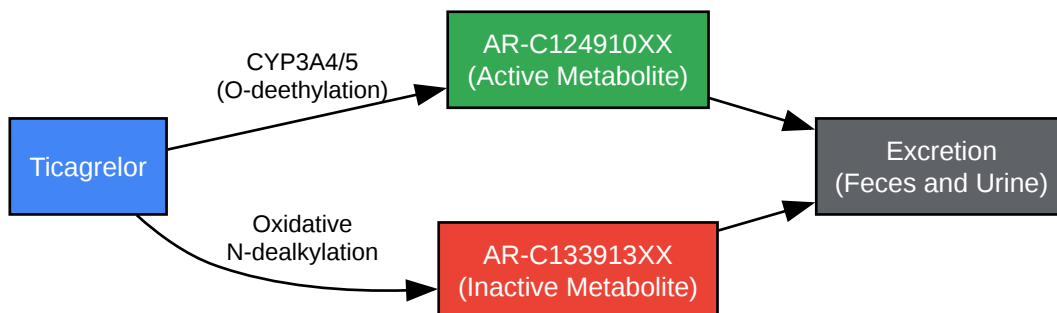 Ticagrelor
CYP3A4/5
(O-deethylation)
AR-C124910XX
(Active Metabolite)
Oxidative
N-dealkylation
AR-C133913XX
(Inactive Metabolite)
Excretion
(Feces and Urine)